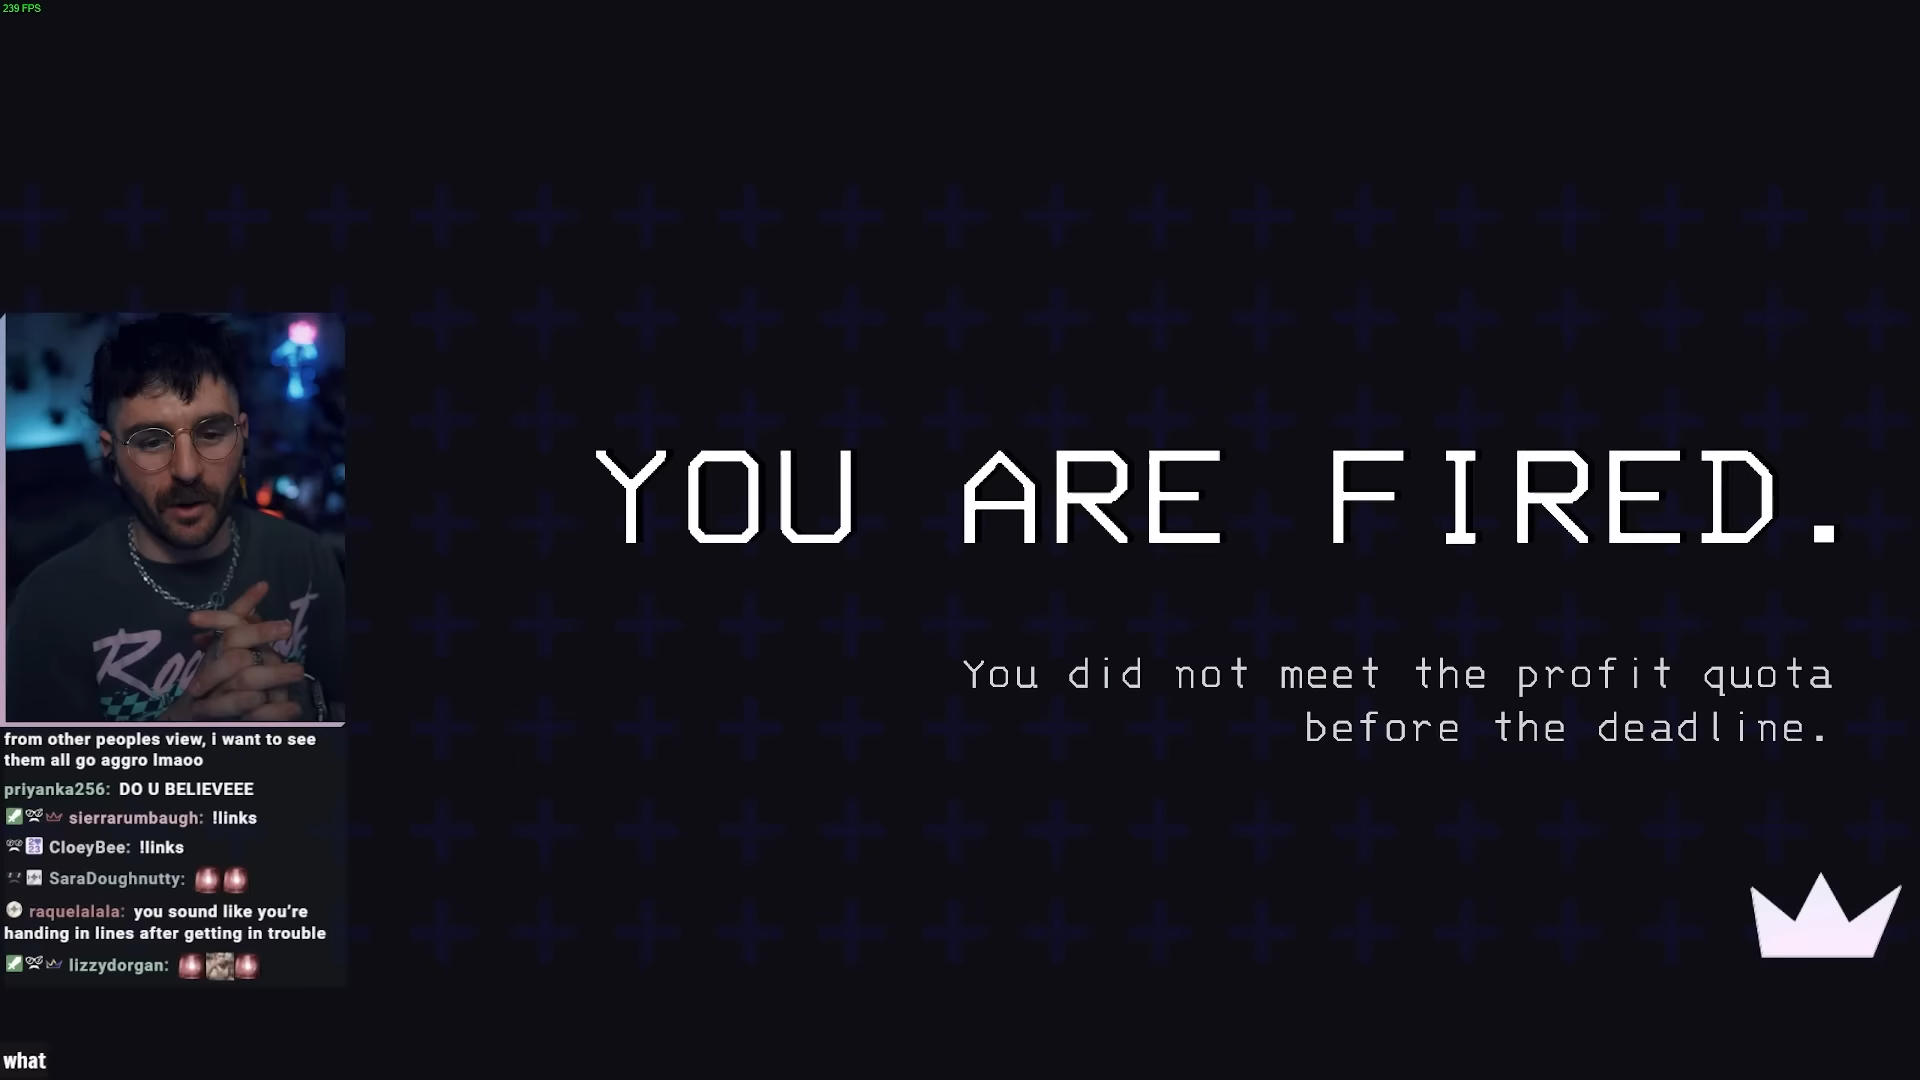 239 FPS
YOU ARE FIRED.
You did not meet the profit quota
before the deadline.
from other peoples view, i want to see
them all go aggro lmaoo
priyanka256: DO U BELIEVEEE
sierrarumbaugh: !links
CloeyBee: !links
SaraDoughnutty:
raquelalala: you sound like you're
handing in lines after getting in trouble
lizzydorgan:
what